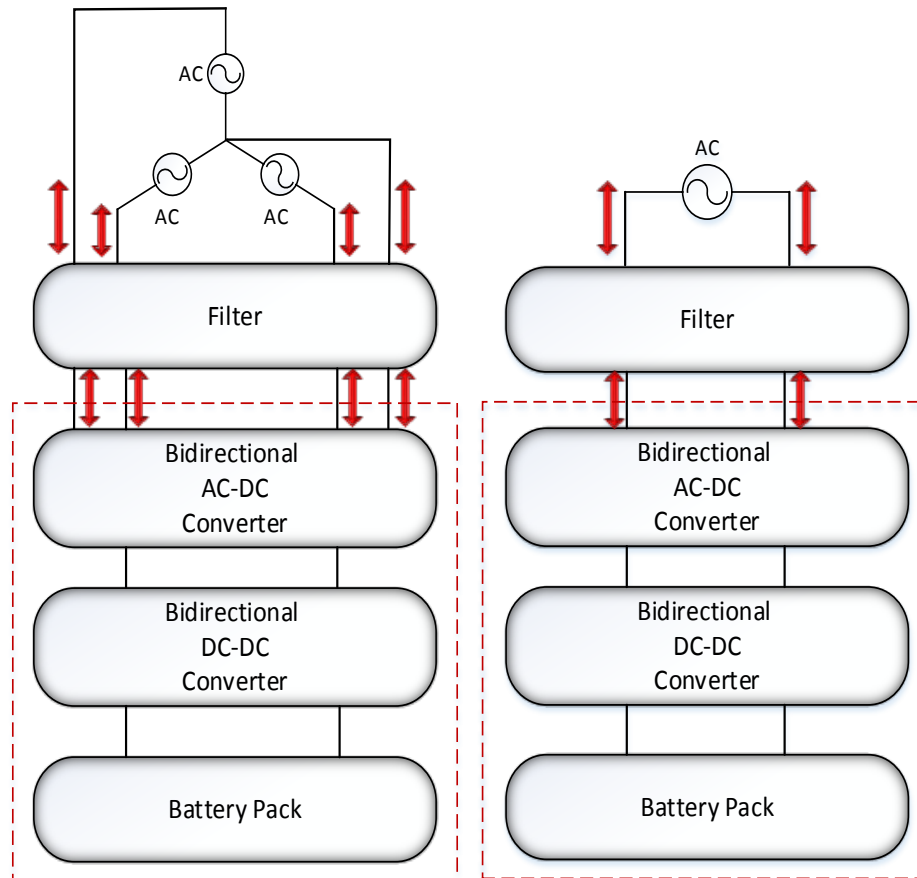 AC
AC
AC
Filter
Bidirectional
AC-DC
Converter
Bidirectional
DC-DC
Converter
Battery Pack
AC
Filter
Bidirectional
AC-DC
Converter
Bidirectional
DC-DC
Converter
Battery Pack